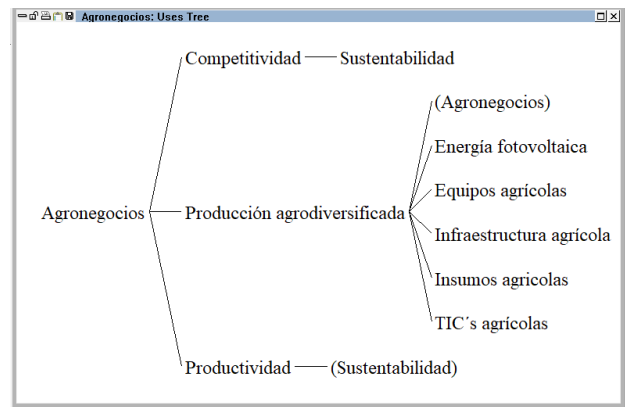 Agronegocios: Uses Tree
Competitividad
Sustentabilidad
(Agronegocios)
Energía fotovoltaica
Equipos agrícolas
Agronegocios
Producción agrodiversificada
Infraestructura agrícola
Insumos agricolas
TIC´s agrícolas
Productividad
(Sustentabilidad)